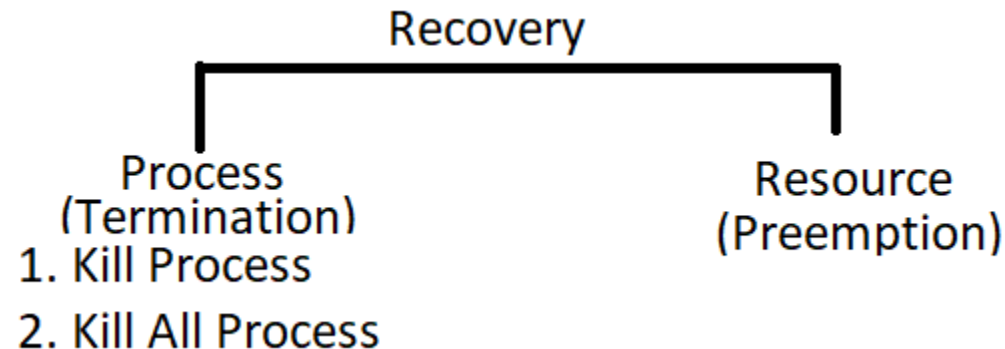 Recovery
Process
(Termination)
1. Kill Process
2. Kill All Process
Resource
(Preemption)